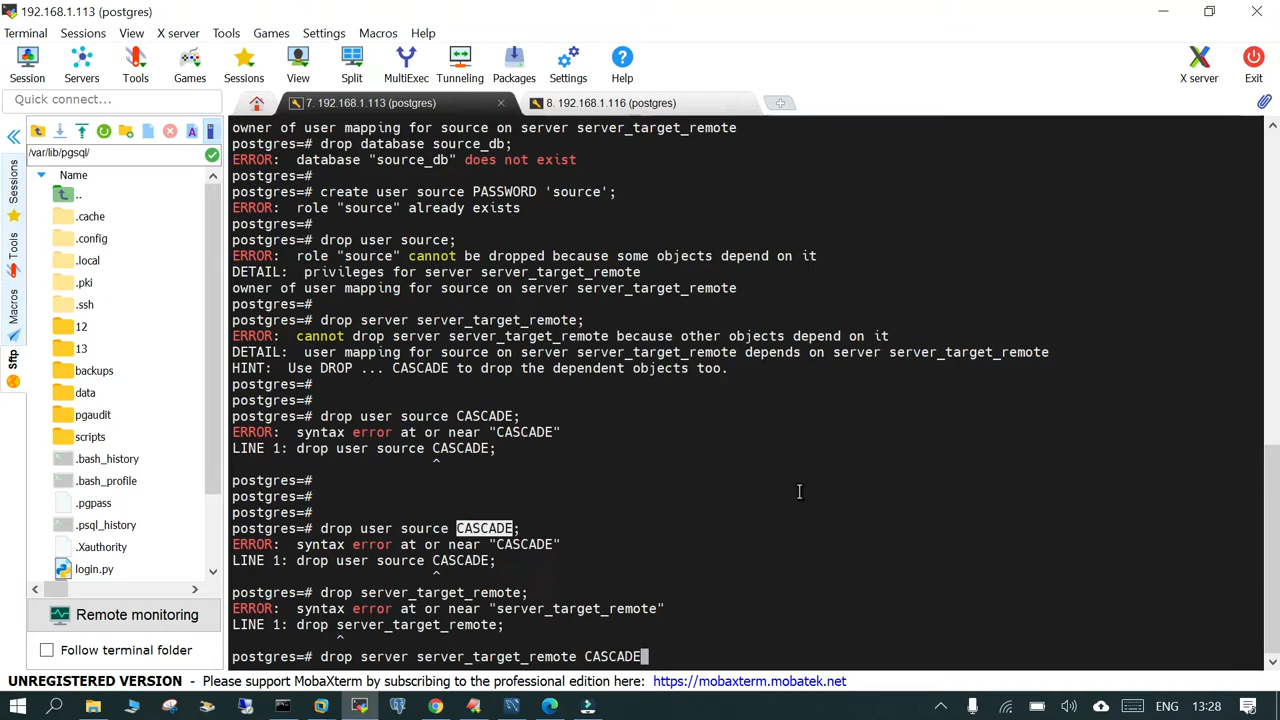 192.168.1.113 (postgres)
Terminal Sessions View X server Tools Games Settings Macros Help
Session Servers Tools Games Sessions View Split MultiExec Tunneling Packages Settings Help X server Exit
Quick connect...
7. 192.168.1.113 (postgres)
8. 192.168.1.116 (postgres)
/var/lib/pgsql/
Name
..
.cache
.config
.local
.pki
.ssh
12
13
backups
data
pgaudit
scripts
.bash_history
.bash_profile
.pgpass
.psql_history
.Xauthority
login.py
Sessions
Tools
Macros
Sftp
Remote monitoring
Follow terminal folder
owner of user mapping for source on server server_target_remote
postgres=# drop database source_db;
ERROR:  database "source_db" does not exist
postgres=#
postgres=# create user source PASSWORD 'source';
ERROR:  role "source" already exists
postgres=#
postgres=# drop user source;
ERROR:  role "source" cannot be dropped because some objects depend on it
DETAIL:  privileges for server server_target_remote
owner of user mapping for source on server server_target_remote
postgres=#
postgres=# drop server server_target_remote;
ERROR:  cannot drop server server_target_remote because other objects depend on it
DETAIL:  user mapping for source on server server_target_remote depends on server server_target_remote
HINT:  Use DROP ... CASCADE to drop the dependent objects too.
postgres=#
postgres=#
postgres=# drop user source CASCADE;
ERROR:  syntax error at or near "CASCADE"
LINE 1: drop user source CASCADE;
^
postgres=#
postgres=#
postgres=#
postgres=# drop user source CASCADE;
ERROR:  syntax error at or near "CASCADE"
LINE 1: drop user source CASCADE;
^
postgres=# drop server_target_remote;
ERROR:  syntax error at or near "server_target_remote"
LINE 1: drop server_target_remote;
^
postgres=# drop server server_target_remote CASCADE
UNREGISTERED VERSION - Please support MobaXterm by subscribing to the professional edition here: https://mobaxterm.mobatek.net
ENG 13:28